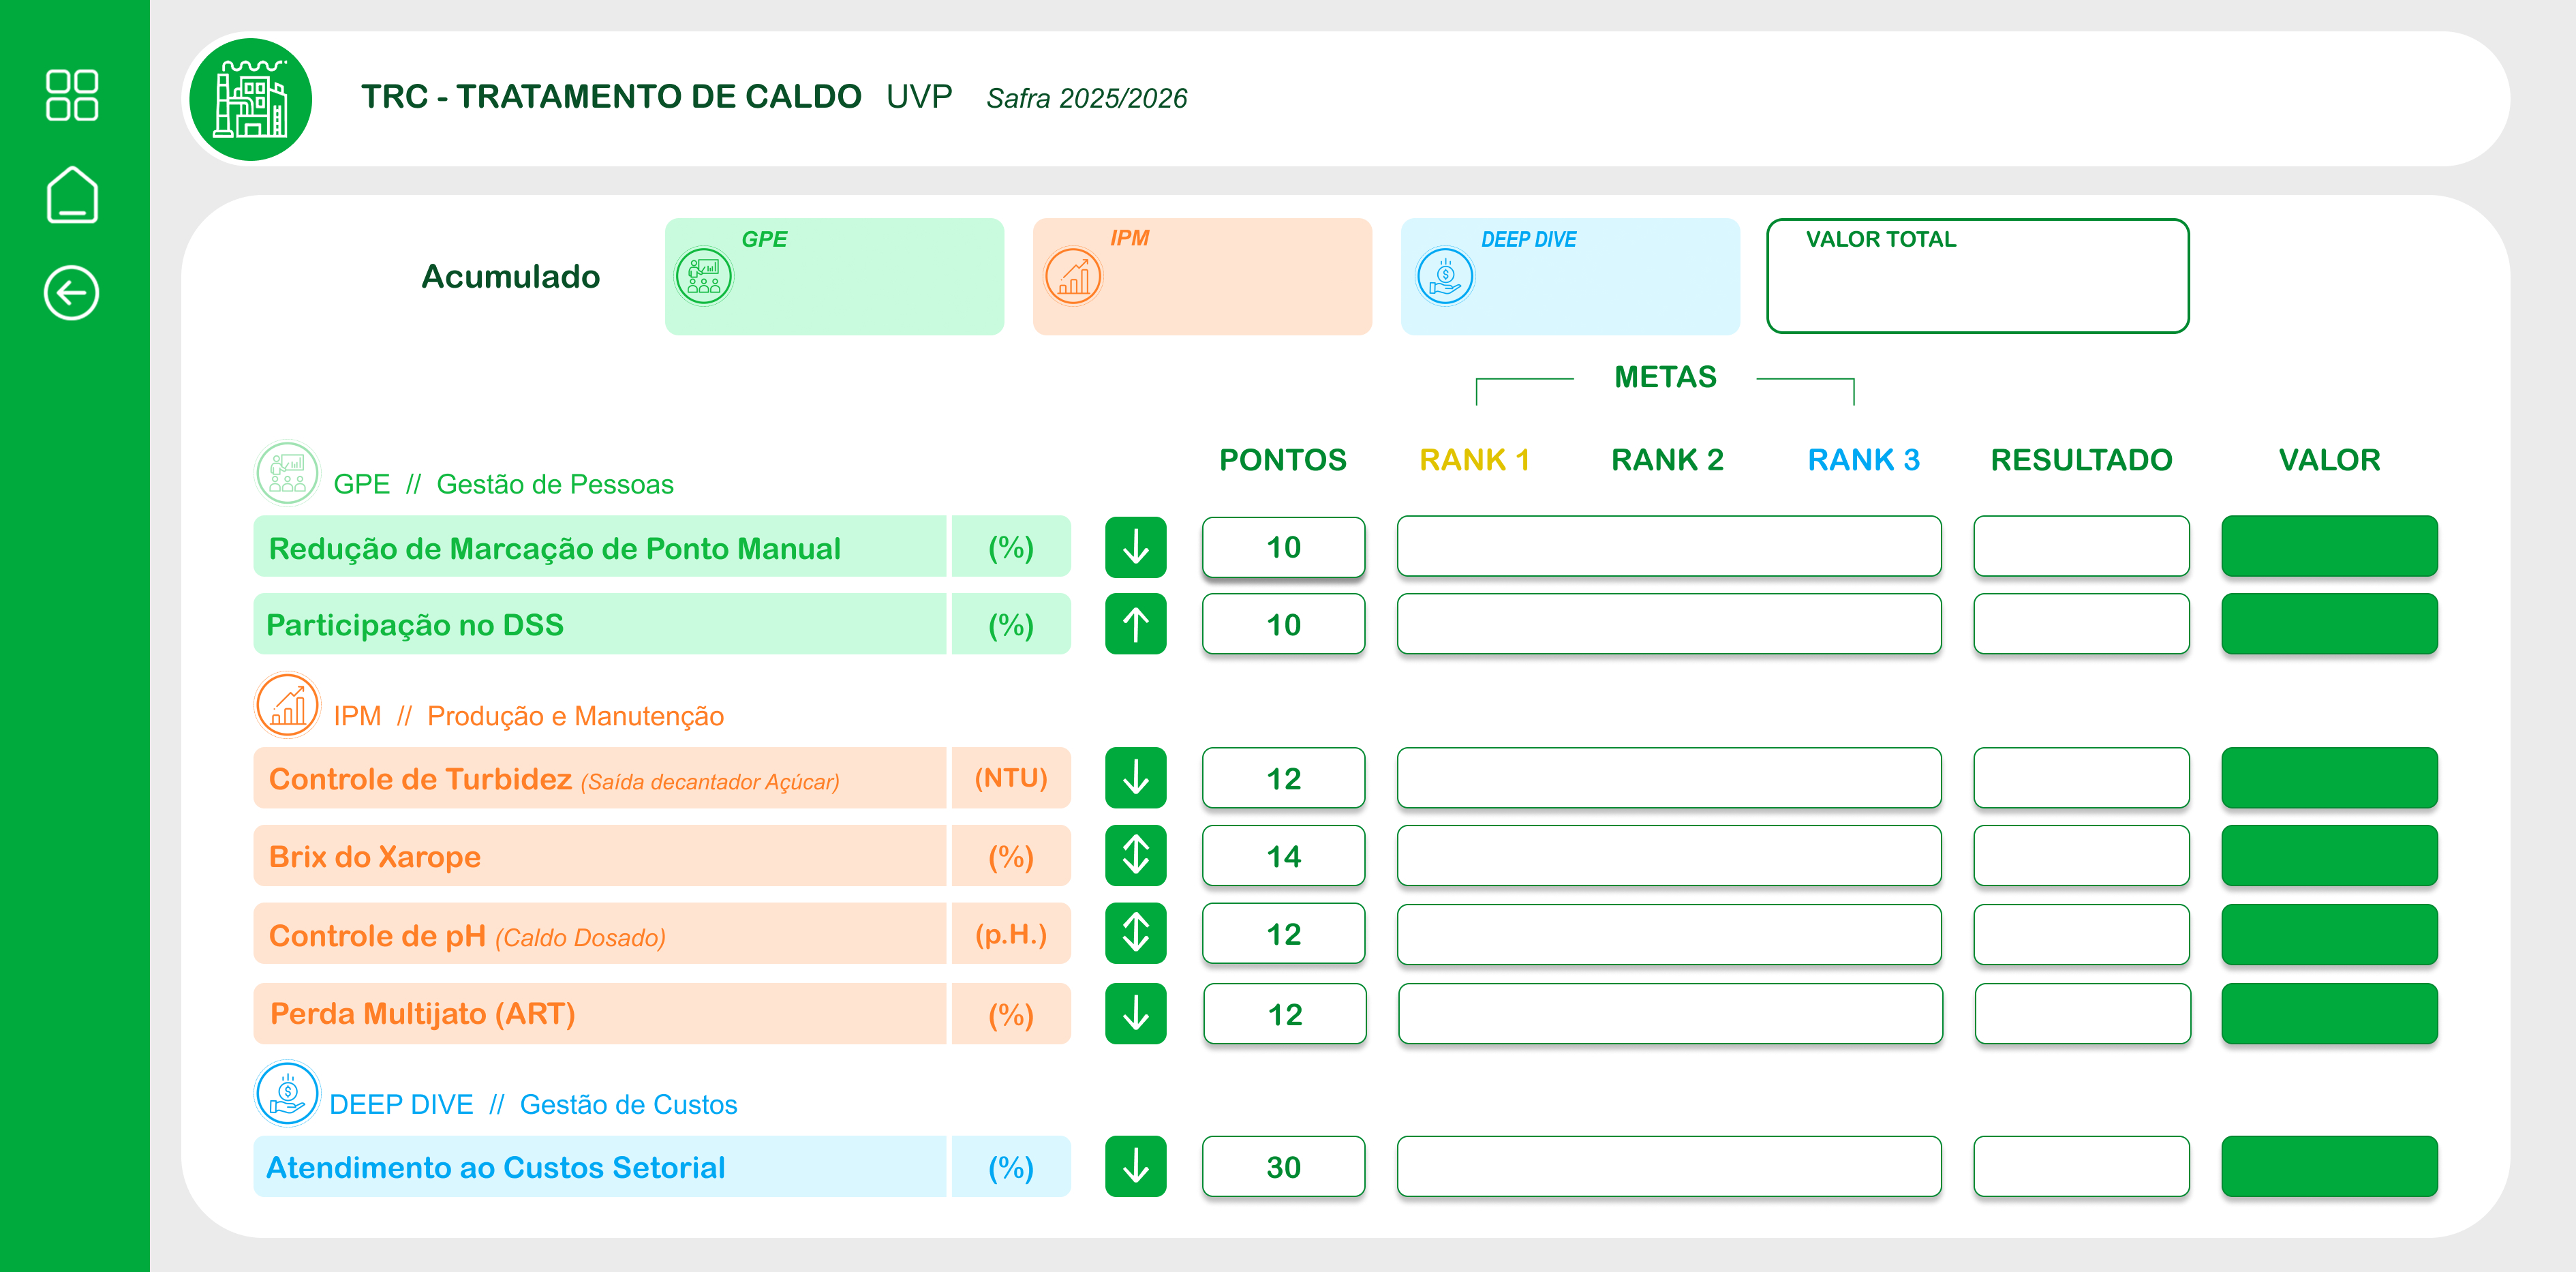 TRC - TRATAMENTO DE CALDO UVP Safra 2025/2026
Acumulado
GPE
IPM
DEEP DIVE
VALOR TOTAL
METAS
GPE // Gestão de Pessoas
PONTOS RANK 1 RANK 2 RANK 3 RESULTADO VALOR
Redução de Marcação de Ponto Manual (%) 10
Participação no DSS (%) 10
IPM // Produção e Manutenção
Controle de Turbidez (Saída decantador Açúcar) (NTU) 12
Brix do Xarope (%) 14
Controle de pH (Caldo Dosado) (p.H.) 12
Perda Multijato (ART) (%) 12
DEEP DIVE // Gestão de Custos
Atendimento ao Custos Setorial (%) 30